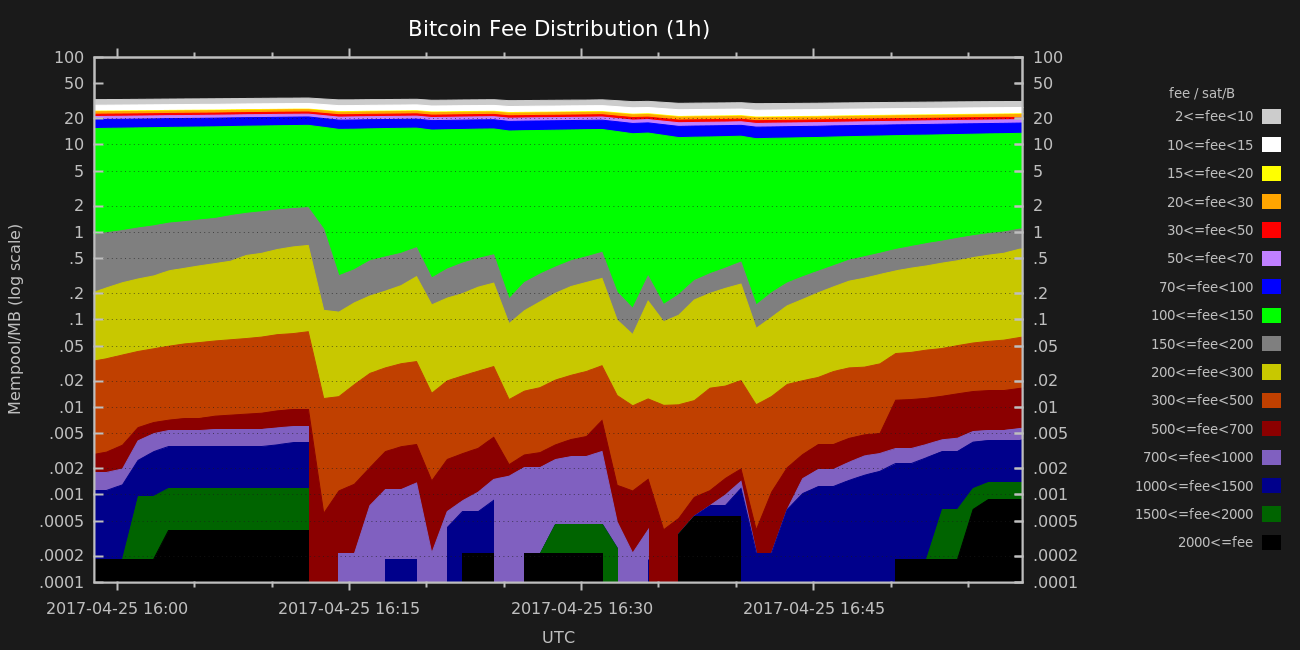 Bitcoin Fee Distribution (1h)
100 100
50 50
20 20
10 10
5 5
2 2
1 1
.5 .5
.2 .2
.1 .1
.05 .05
.02 .02
.01 .01
.005 .005
.002 .002
.001 .001
.0005 .0005
.0002 .0002
.0001 .0001
Mempool/MB (log scale)
2017-04-25 16:00 2017-04-25 16:15 2017-04-25 16:30 2017-04-25 16:45
UTC
fee / sat/B
2<=fee<10
10<=fee<15
15<=fee<20
20<=fee<30
30<=fee<50
50<=fee<70
70<=fee<100
100<=fee<150
150<=fee<200
200<=fee<300
300<=fee<500
500<=fee<700
700<=fee<1000
1000<=fee<1500
1500<=fee<2000
2000<=fee